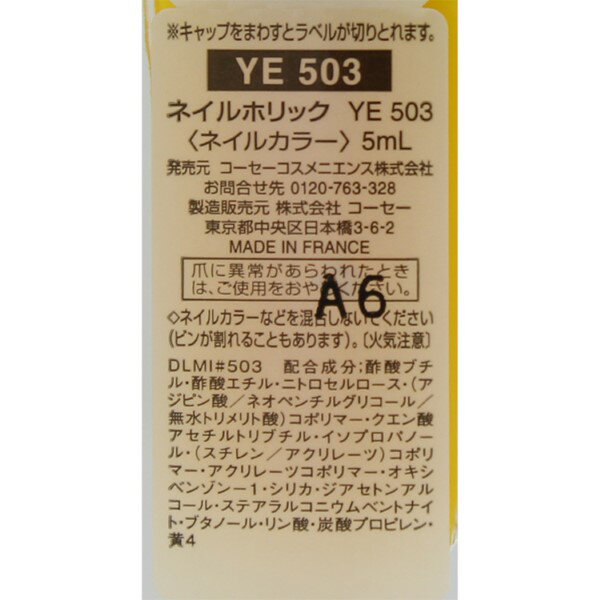 ※キャップをまわすとラベルが切りとれます。
YE 503
ネイルホリック YE 503
〈ネイルカラー〉5mL
発売元 コーセーコスメニエンス株式会社
お問合せ先 0120-763-328
製造販売元 株式会社 コーセー
東京都中央区日本橋3-6-2
MADE IN FRANCE
爪に異常があらわれたとき
は、ご使用をおやめください。
A6
◇ネイルカラーなどを混合しないでください
(ビンが割れることもあります)。〔火気注意〕
DLMI#503 配合成分;酢酸ブチ
ル・酢酸エチル・ニトロセルロース・(ア
ジピン酸/ネオペンチルグリコール/
無水トリメリト酸)コポリマー・クエン酸
アセチルトリブチル・イソプロパノー
ル・(スチレン/アクリレーツ)コポリ
マー・アクリレーツコポリマー・オキシ
ベンゾン-1・シリカ・ジアセトンアル
コール・ステアラルコニウムベントナイ
ト・ブタノール・リン酸・炭酸プロピレン・
黄4